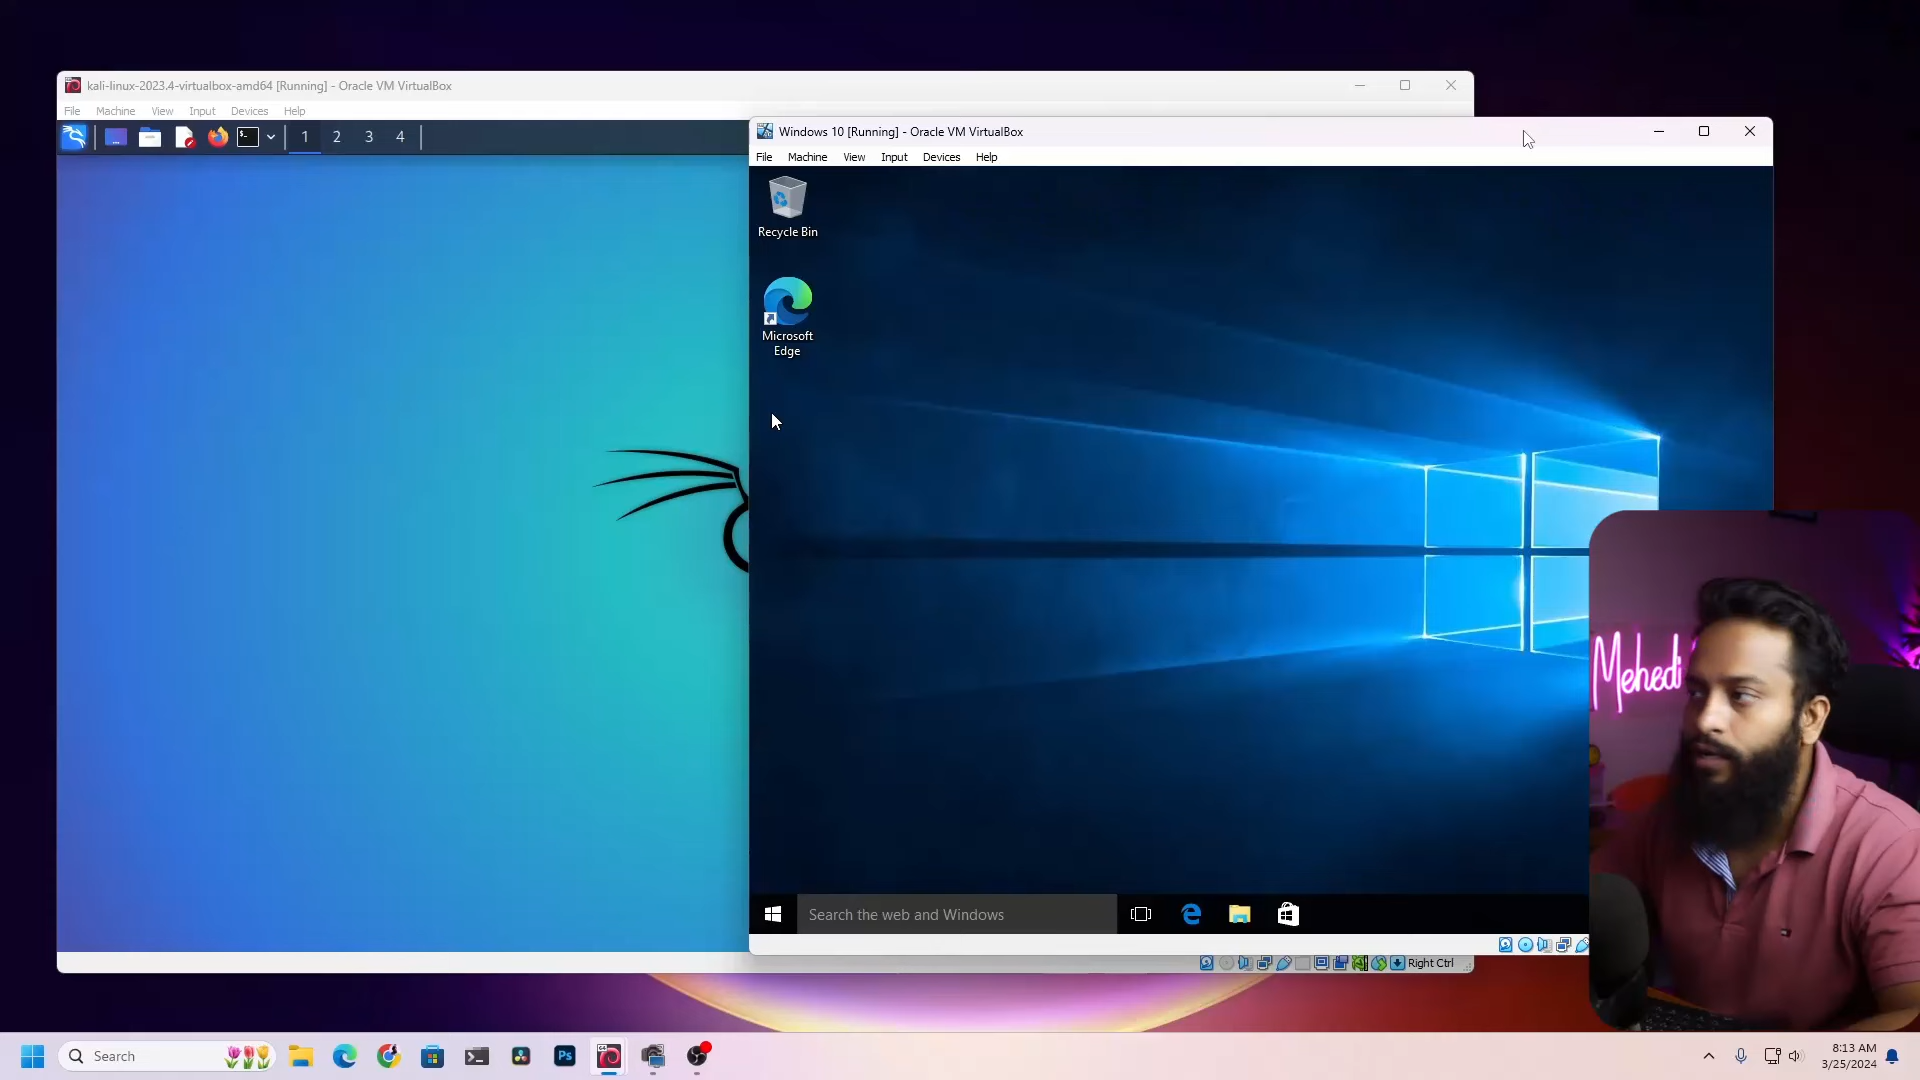 kali-linux-2023.4-virtualbox-amd64 [Running] - Oracle VM VirtualBox
File Machine View Input Devices Help
1 2 3 4
Windows 10 [Running] - Oracle VM VirtualBox
File Machine View Input Devices Help
Recycle Bin
Microsoft
Edge
Mehedi
Search the web and Windows
Right Ctrl
Search
Ps
8:13 AM
3/25/2024